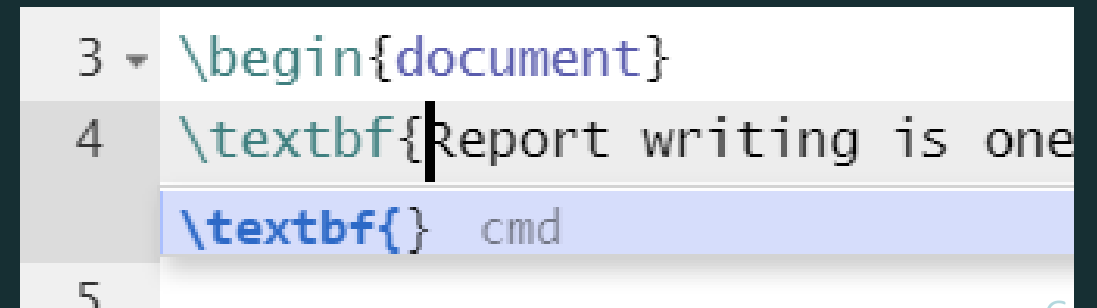 3 \begin{document}
4 \textbf{Report writing is one
\textbf{} cmd
5